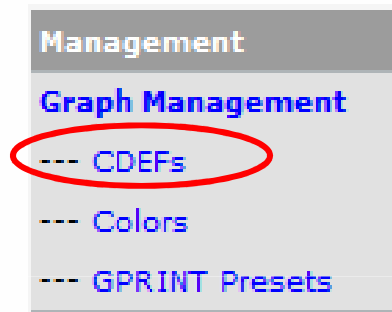 Management
Graph Management
--- CDEFs
--- Colors
--- GPRINT Presets